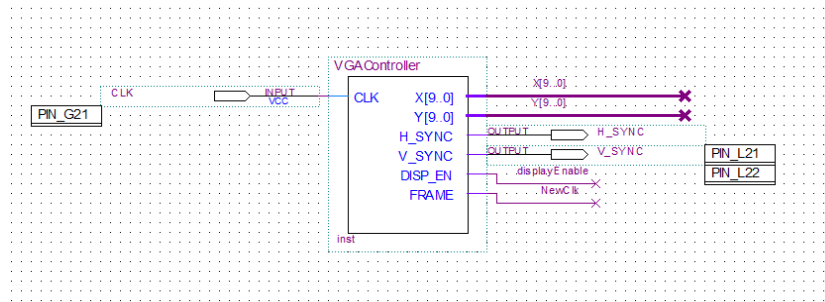 VGAController
CLK INPUT VCC
PIN_G21
CLK
X[9..0] X[9..0]
Y[9..0] Y[9..0]
H_SYNC OUTPUT H_SYNC
V_SYNC OUTPUT V_SYNC
PIN_L21
PIN_L22
DISP_EN displayEnable
FRAME NewClk
inst